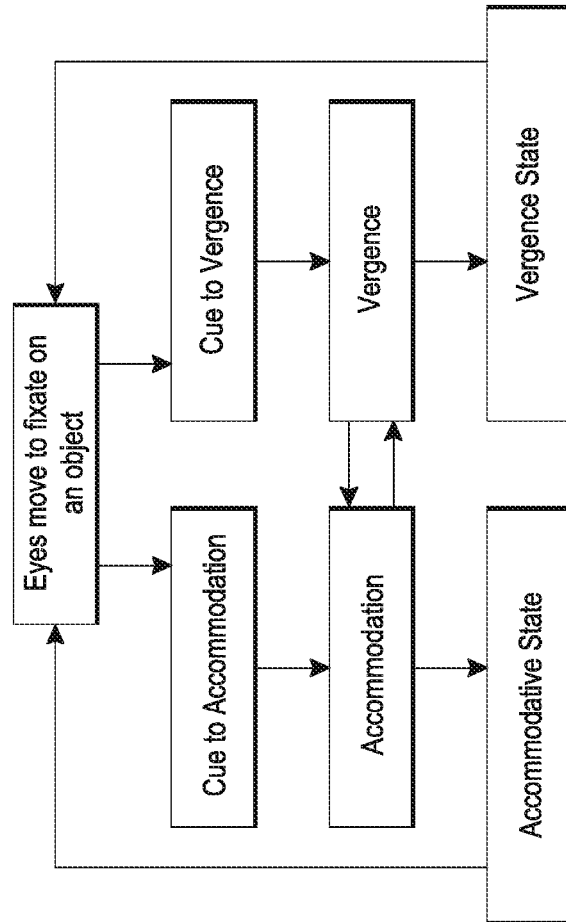 Eyes move to fixate on
an object
Cue to Accommodation
Cue to Vergence
Accommodation
Vergence
Accommodative State
Vergence State